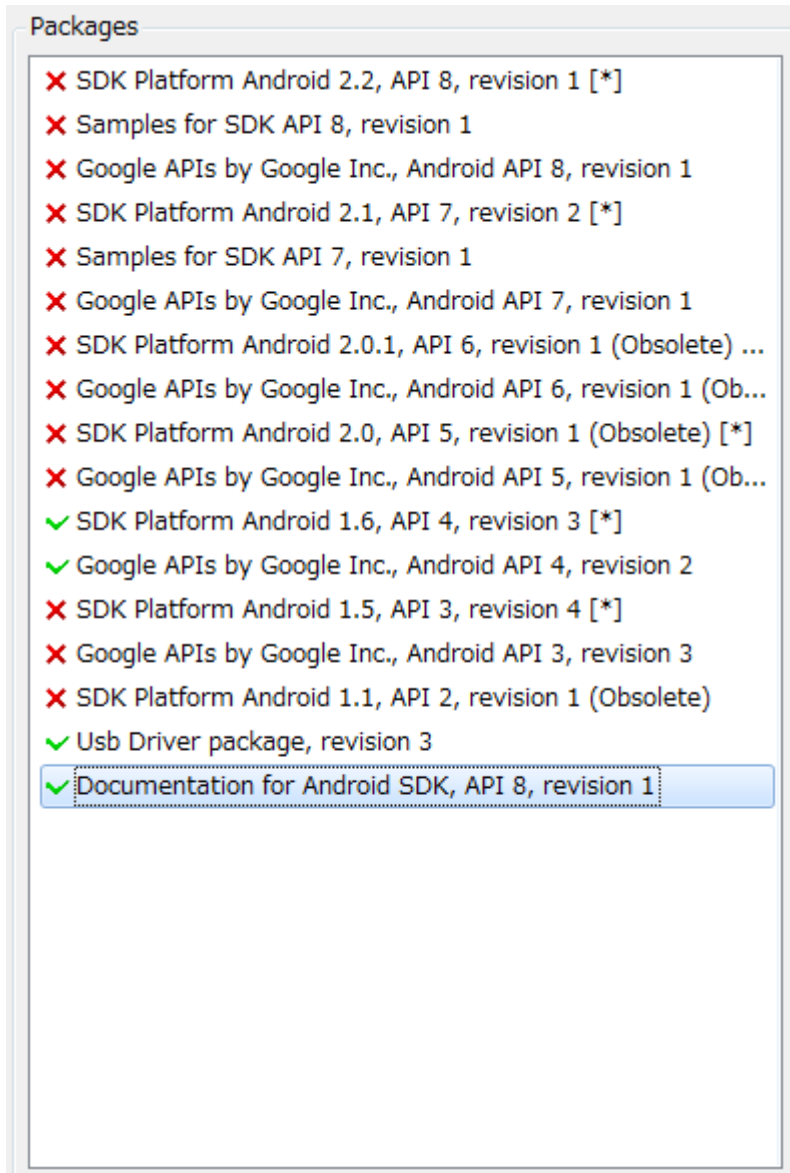 Packages
SDK Platform Android 2.2, API 8, revision 1 [*]
Samples for SDK API 8, revision 1
Google APIs by Google Inc., Android API 8, revision 1
SDK Platform Android 2.1, API 7, revision 2 [*]
Samples for SDK API 7, revision 1
Google APIs by Google Inc., Android API 7, revision 1
SDK Platform Android 2.0.1, API 6, revision 1 (Obsolete) ...
Google APIs by Google Inc., Android API 6, revision 1 (Ob...
SDK Platform Android 2.0, API 5, revision 1 (Obsolete) [*]
Google APIs by Google Inc., Android API 5, revision 1 (Ob...
SDK Platform Android 1.6, API 4, revision 3 [*]
Google APIs by Google Inc., Android API 4, revision 2
SDK Platform Android 1.5, API 3, revision 4 [*]
Google APIs by Google Inc., Android API 3, revision 3
SDK Platform Android 1.1, API 2, revision 1 (Obsolete)
Usb Driver package, revision 3
Documentation for Android SDK, API 8, revision 1